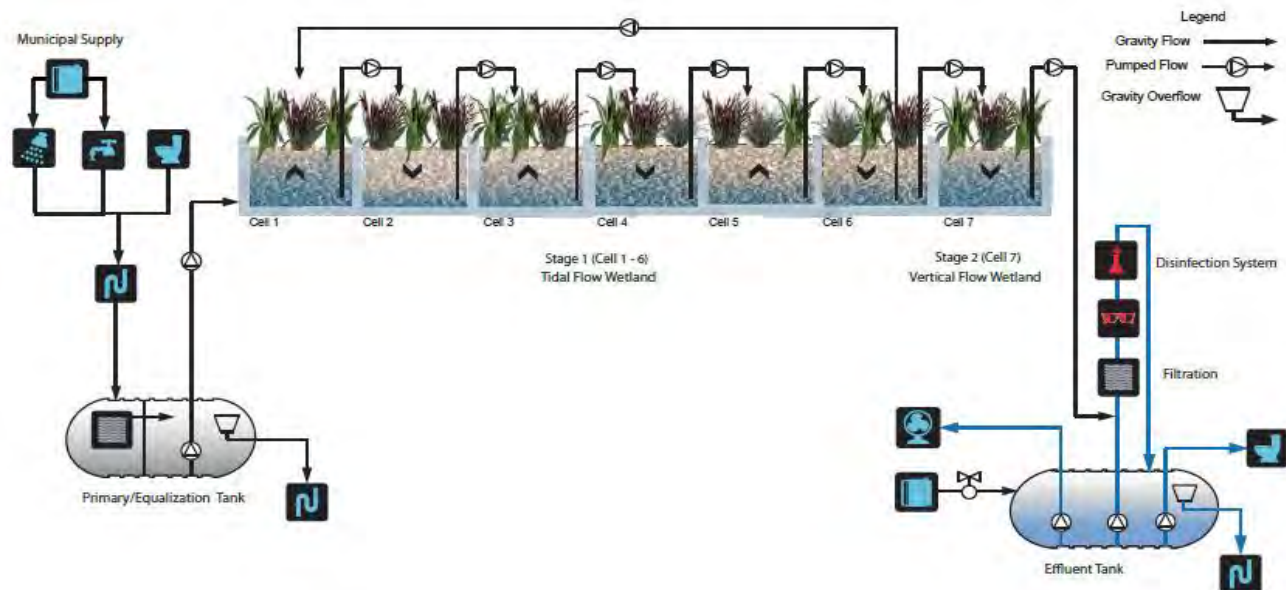 Legend
Gravity Flow
Pumped Flow
Gravity Overflow
Municipal Supply
Cell 1
Cell 2
Cell 3
Cell 4
Cell 5
Cell 6
Cell 7
Stage 1 (Cell 1 - 6)
Tidal Flow Wetland
Stage 2 (Cell 7)
Vertical Flow Wetland
Disinfection System
Filtration
Primary/Equalization Tank
Effluent Tank